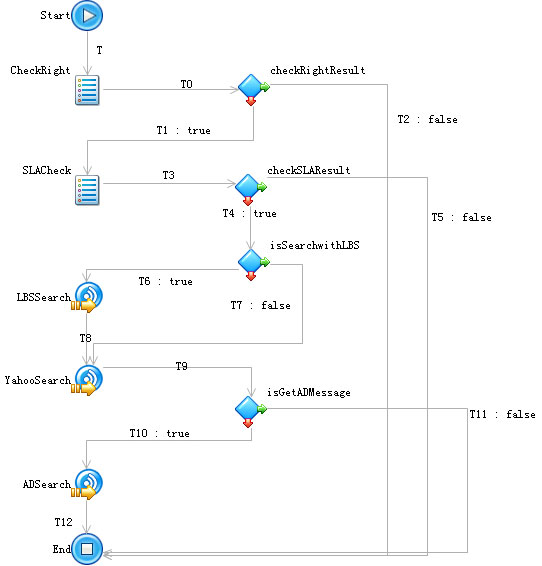 Start
T
CheckRight
T0
checkRightResult
T2 : false
T1 : true
SLACheck
T3
checkSLAResult
T4 : true
T5 : false
isSearchwithLBS
T6 : true
LBSSearch
T7 : false
T8
YahooSearch
T9
isGetADMessage
T11 : false
T10 : true
ADSearch
T12
End